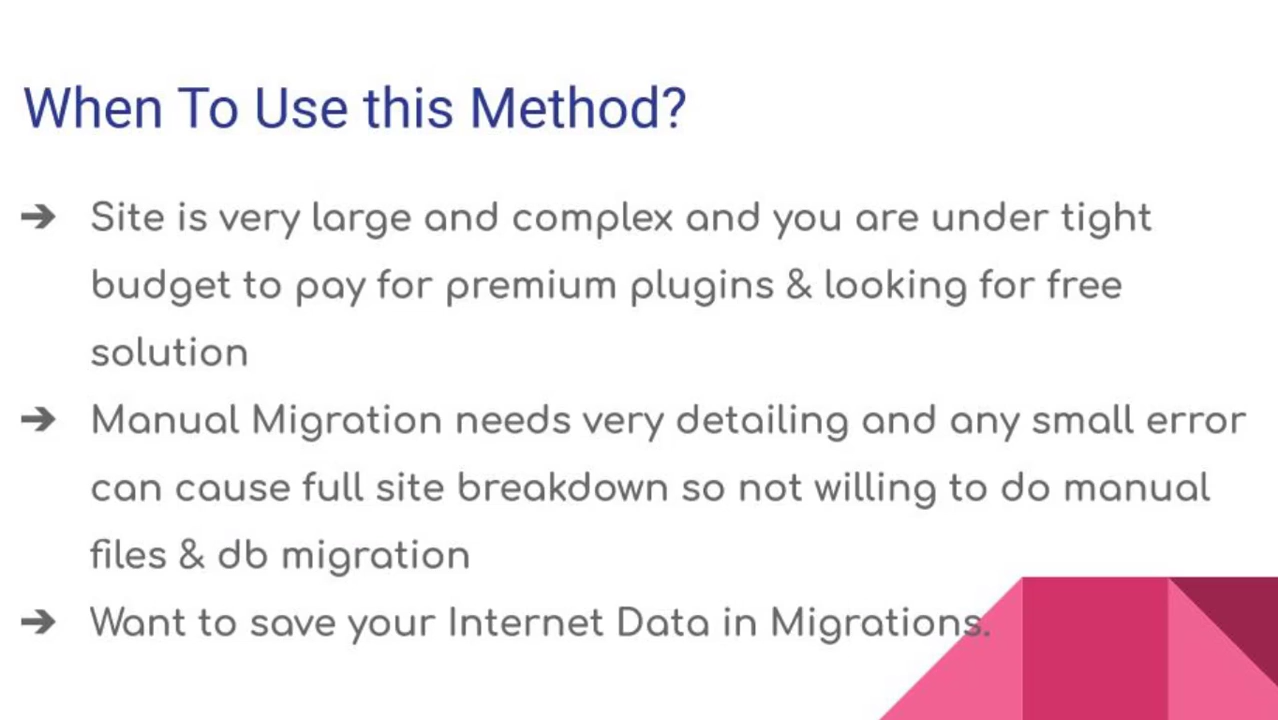 When To Use this Method?
➔ Site is very large and complex and you are under tight
budget to pay for premium plugins & looking for free
solution
➔ Manual Migration needs very detailing and any small error
can cause full site breakdown so not willing to do manual
files & db migration
➔ Want to save your Internet Data in Migrations.